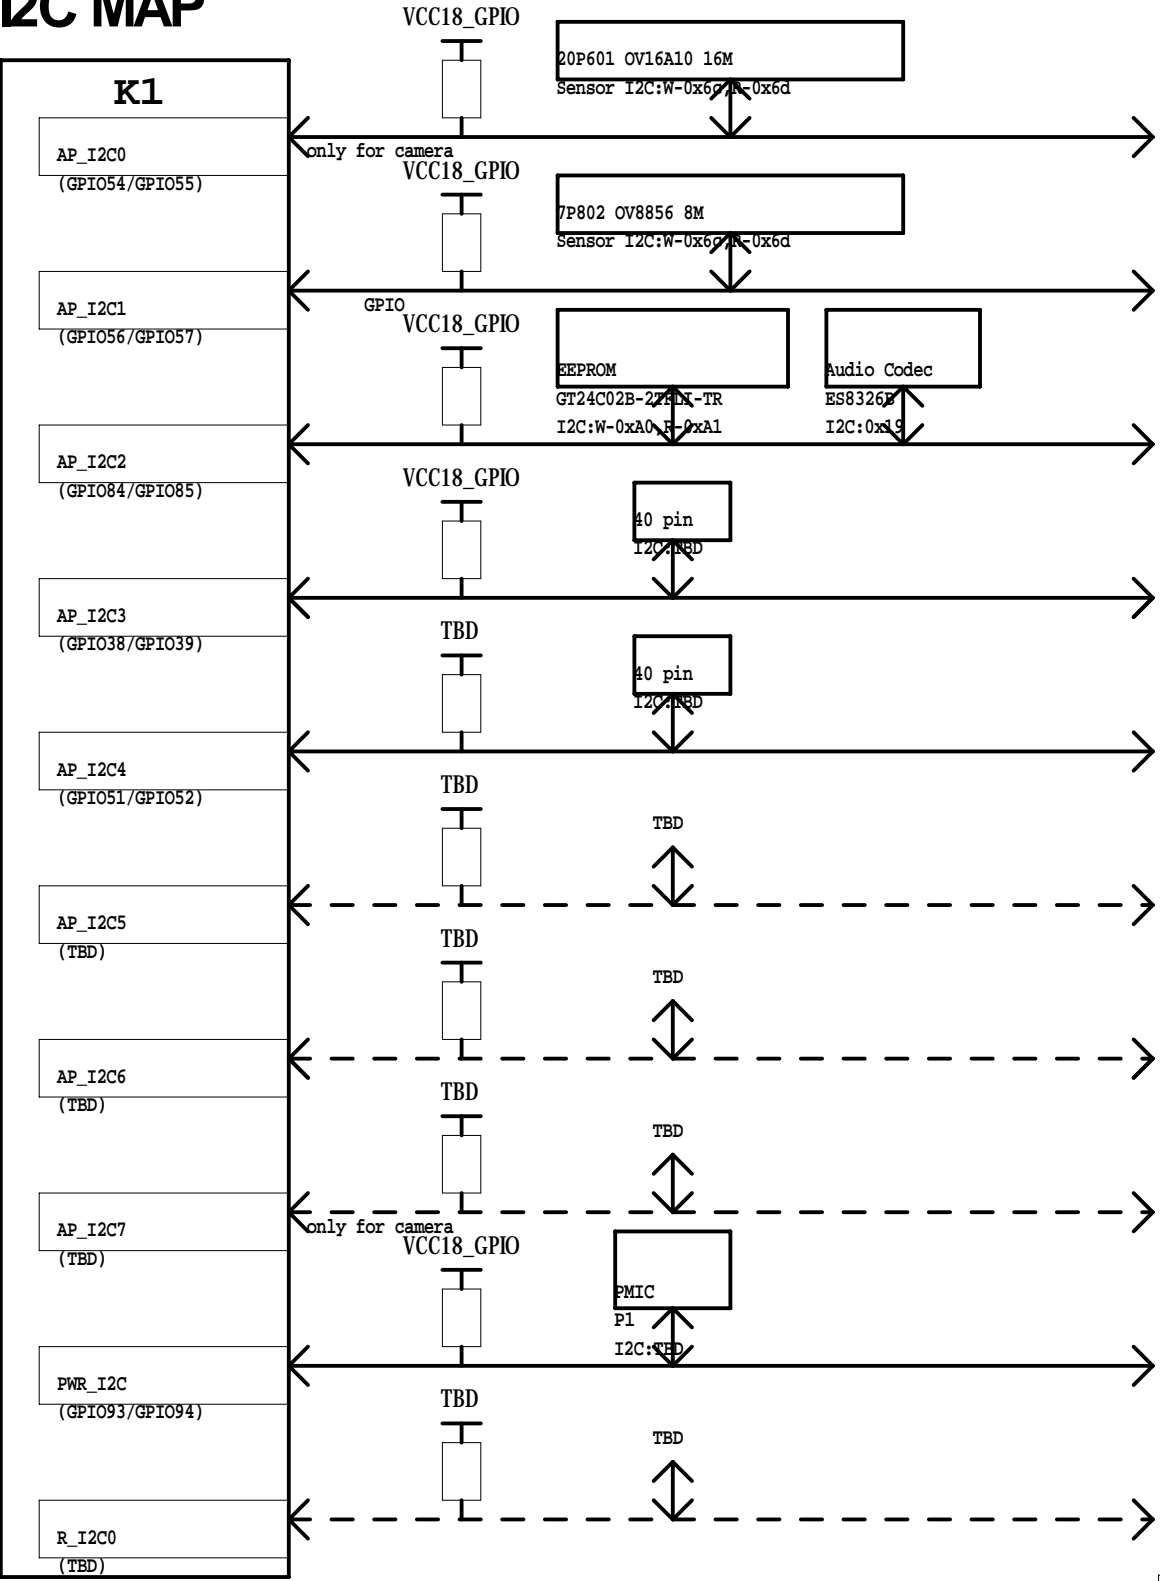 I2C MAP
K1
VCC18_GPIO
20P601 OV16A10 16M
Sensor I2C:W-0x6c,R-0x6d
AP_I2C0
(GPIO54/GPIO55)
only for camera
VCC18_GPIO
7P802 OV8856 8M
Sensor I2C:W-0x6c,R-0x6d
AP_I2C1
(GPIO56/GPIO57)
GPIO
VCC18_GPIO
EEPROM
GT24C02B-2TRLI-TR
I2C:W-0xA0,R-0xA1
Audio Codec
ES8326B
I2C:0x19
AP_I2C2
(GPIO84/GPIO85)
VCC18_GPIO
40 pin
I2C:TBD
AP_I2C3
(GPIO38/GPIO39)
TBD
40 pin
I2C:TBD
AP_I2C4
(GPIO51/GPIO52)
TBD
TBD
AP_I2C5
(TBD)
TBD
TBD
AP_I2C6
(TBD)
TBD
TBD
AP_I2C7
(TBD)
only for camera
VCC18_GPIO
PMIC
P1
I2C:TBD
PWR_I2C
(GPIO93/GPIO94)
TBD
TBD
R_I2C0
(TBD)